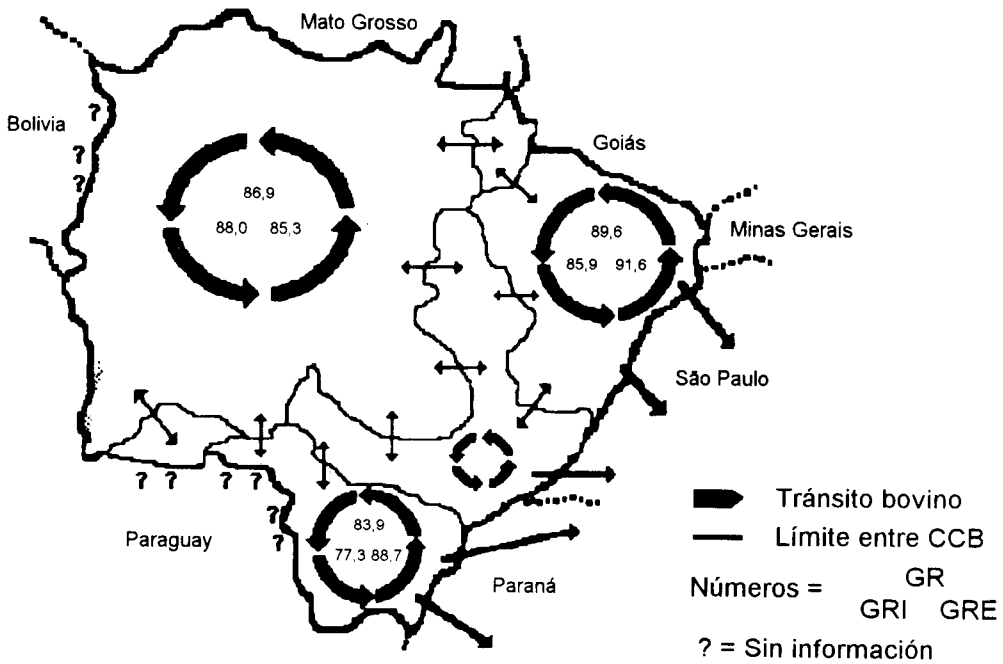 Mato Grosso
Bolivia
?
?
?
Goiás
86,9
88,0 85,3
89,6
85,9 91,6
Minas Gerais
São Paulo
? ? ? ?
?
?
Paraguay
83,9
77,3 88,7
Paraná
Tránsito bovino
Límite entre CCB
Números = GR
GRI GRE
? = Sin información